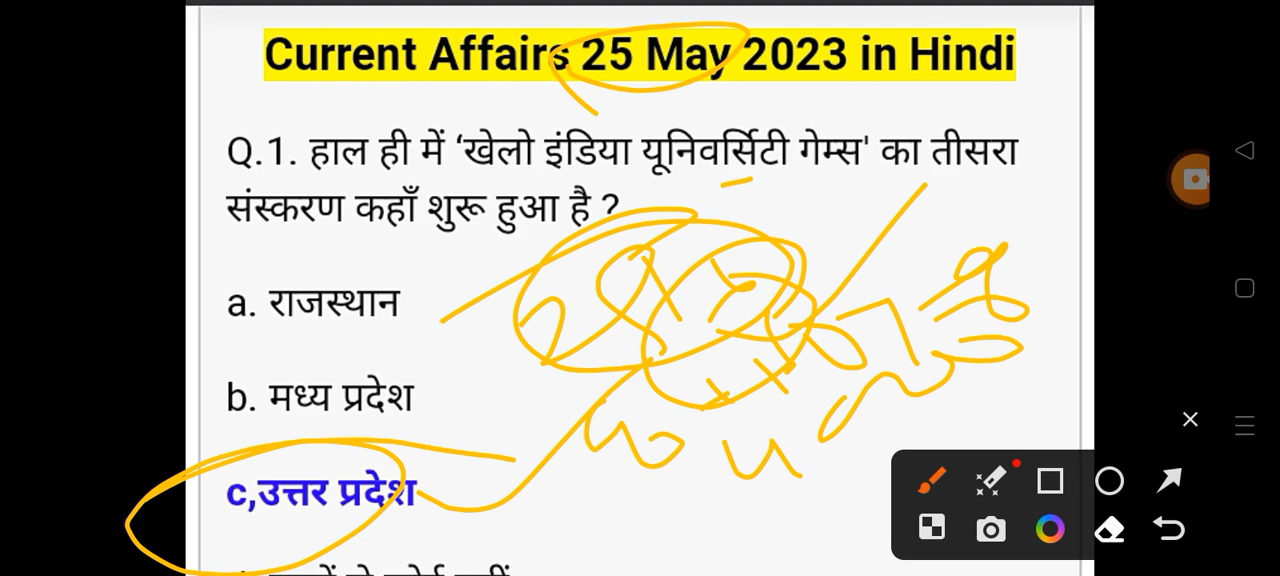 Current Affairs 25 May 2023 in Hindi
Q.1. हाल ही में ‘खेलो इंडिया यूनिवर्सिटी गेम्स' का तीसरा
संस्करण कहाँ शुरू हुआ है ?
a. राजस्थान
b. मध्य प्रदेश
c,उत्तर प्रदेश